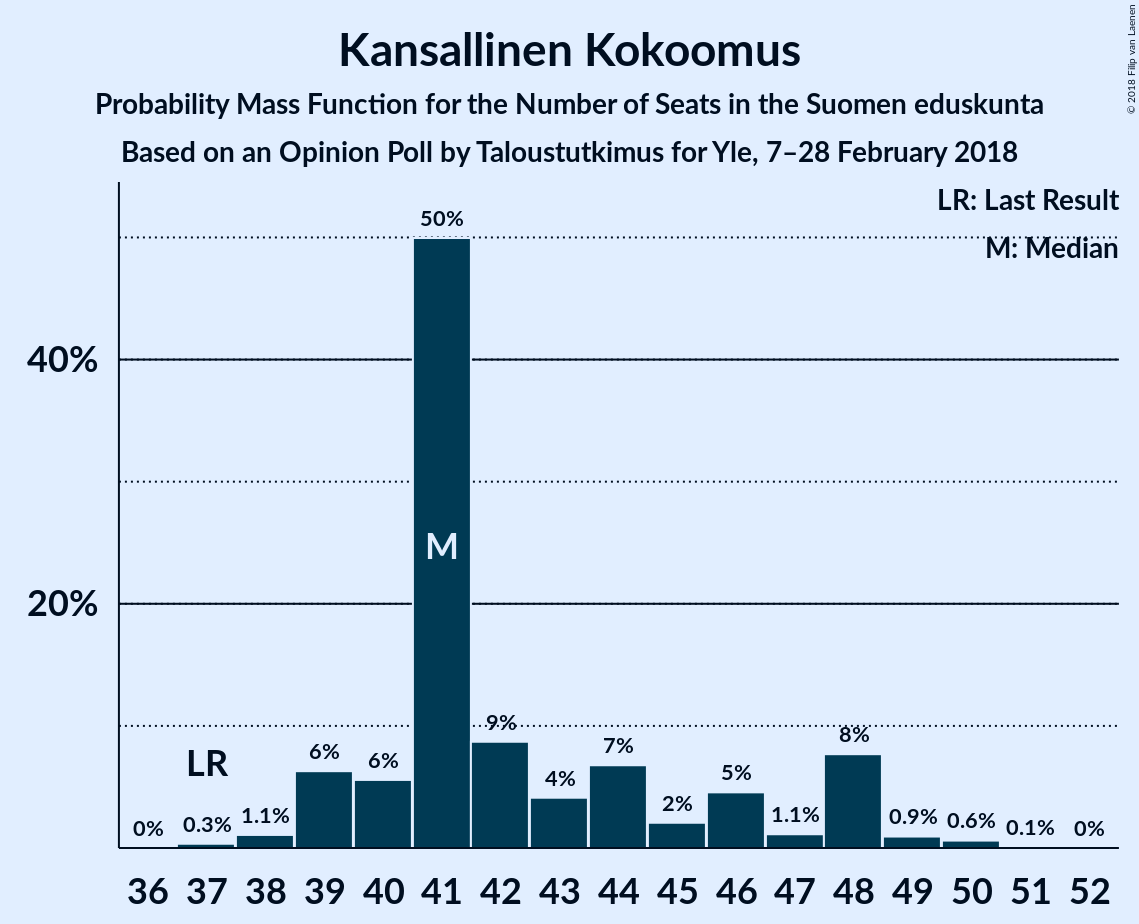 Kansallinen Kokoomus
Probability Mass Function for the Number of Seats in the Suomen eduskunta
Based on an Opinion Poll by Taloustutkimus for Yle, 7–28 February 2018
© 2018 Filip van Laenen
LR: Last Result
M: Median
50%
40%
20%
M
LR
0%
0.3%
1.1%
6%
6%
9%
4%
7%
2%
5%
1.1%
8%
0.9%
0.6%
0.1%
0%
36 37 38 39 40 41 42 43 44 45 46 47 48 49 50 51 52